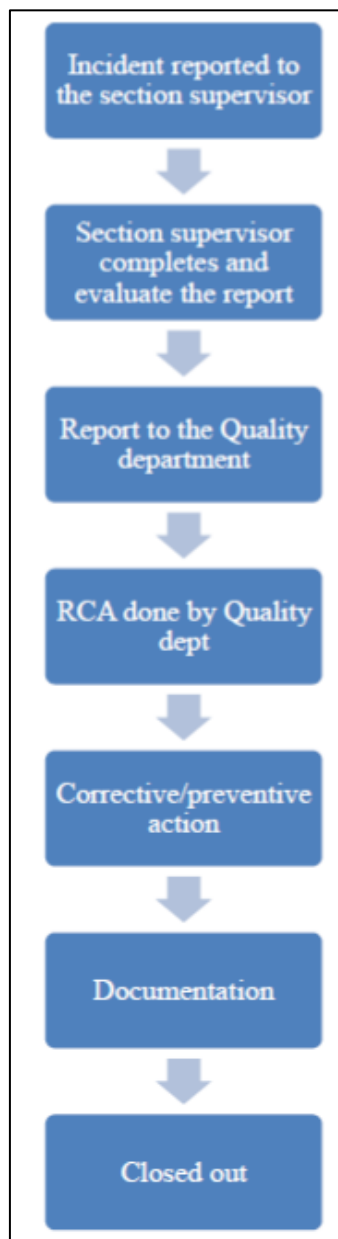 Incident reported to
the section supervisor
Section supervisor
completes and
evaluate the report
Report to the Quality
department
RCA done by Quality
dept
Corrective/preventive
action
Documentation
Closed out